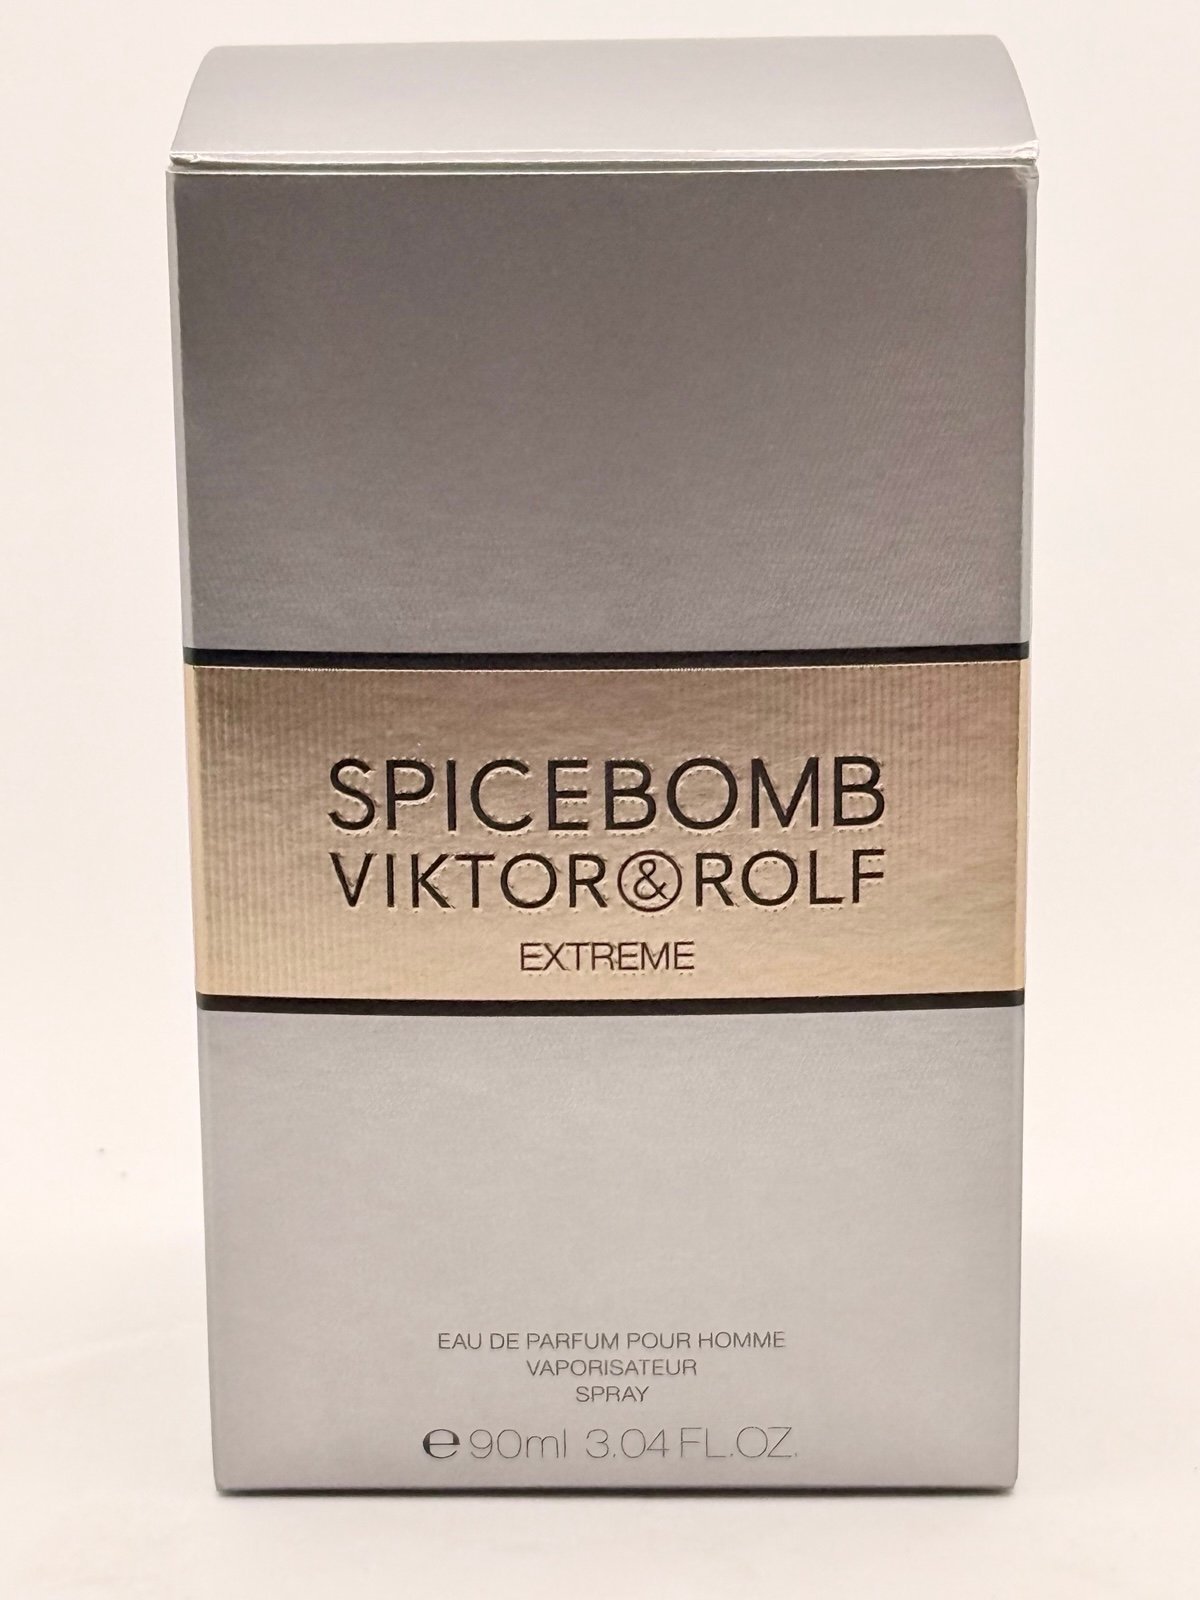 SPICEBOMB
VIKTOR&ROLF
EXTREME
EAU DE PARFUM POUR HOMME
VAPORISATEUR
SPRAY
℮90ml 3.04 FL.OZ.